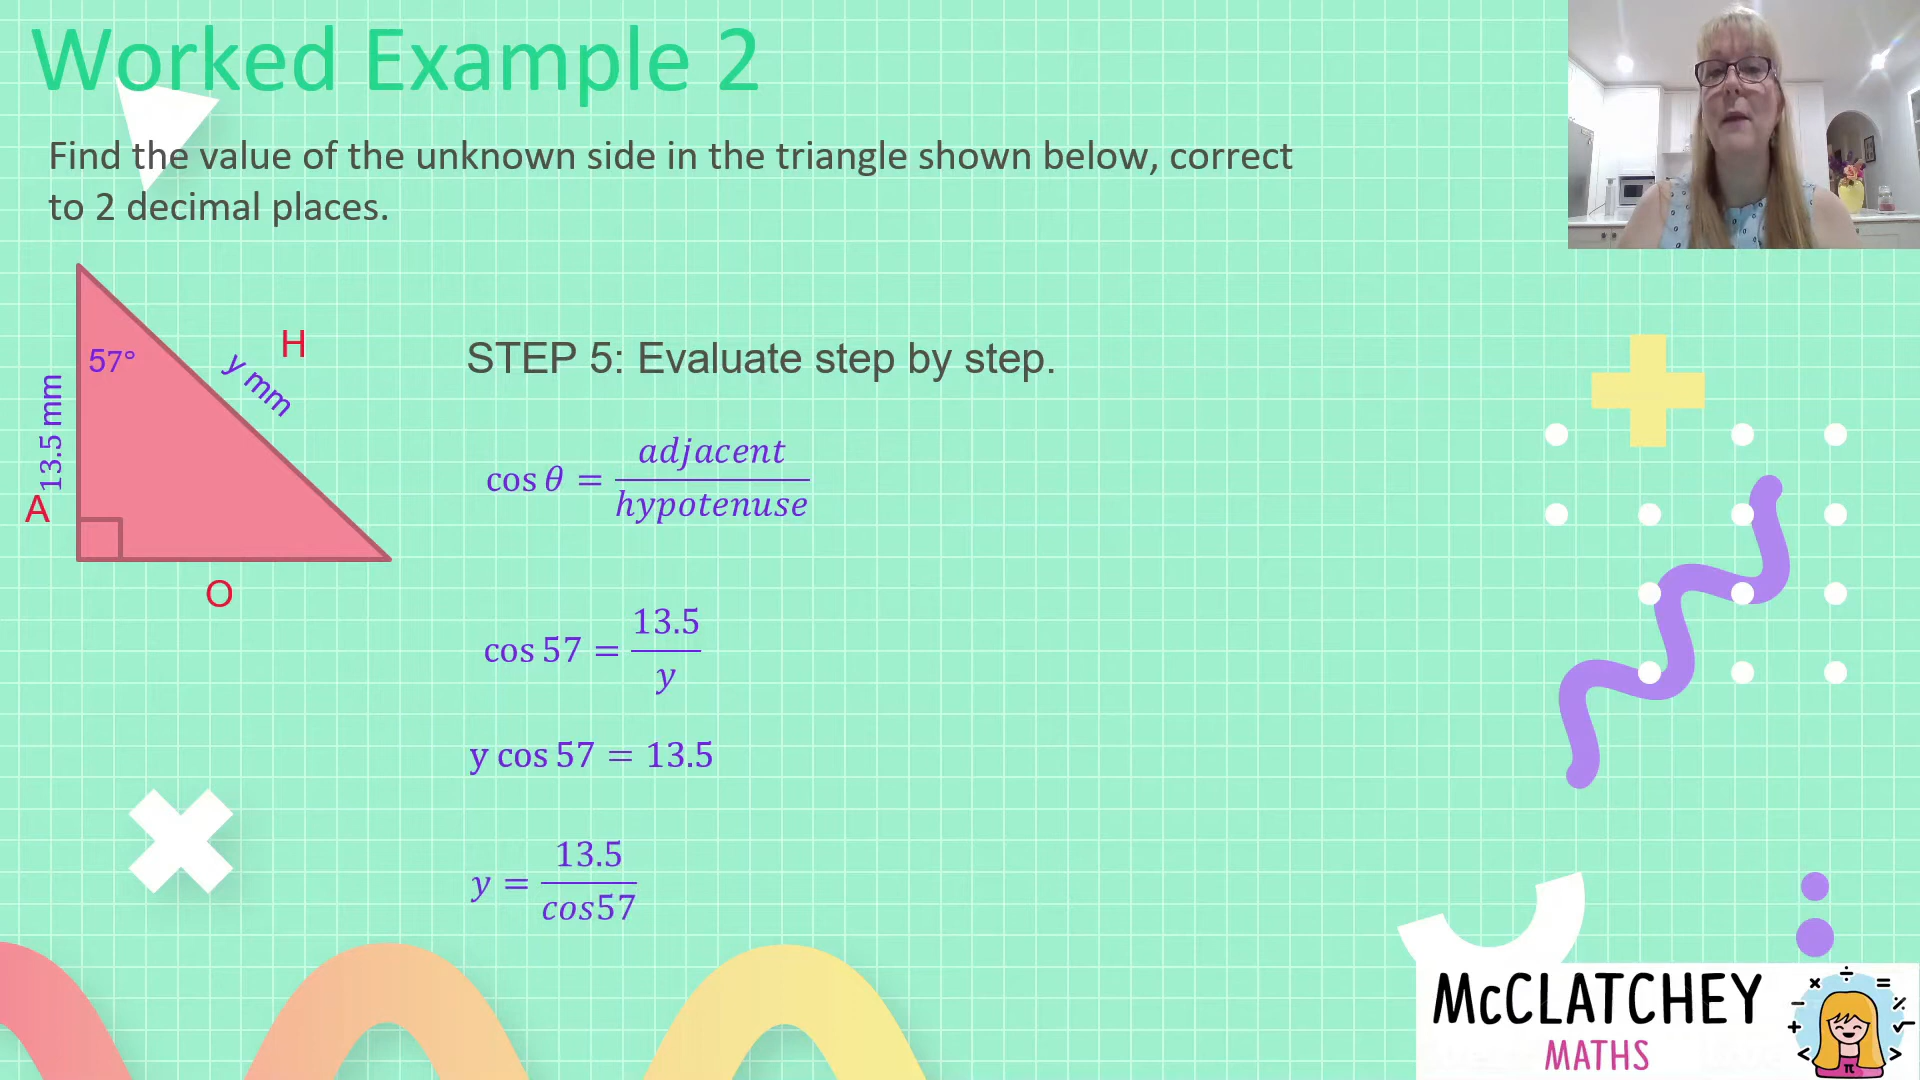 Worked Example 2
Find the value of the unknown side in the triangle shown below, correct
to 2 decimal places.
57°
H
y mm
13.5 mm
A
O
STEP 5: Evaluate step by step.
cos θ = adjacent / hypotenuse
cos 57 = 13.5 / y
y cos 57 = 13.5
y = 13.5 / cos57
McCLATCHEY
MATHS